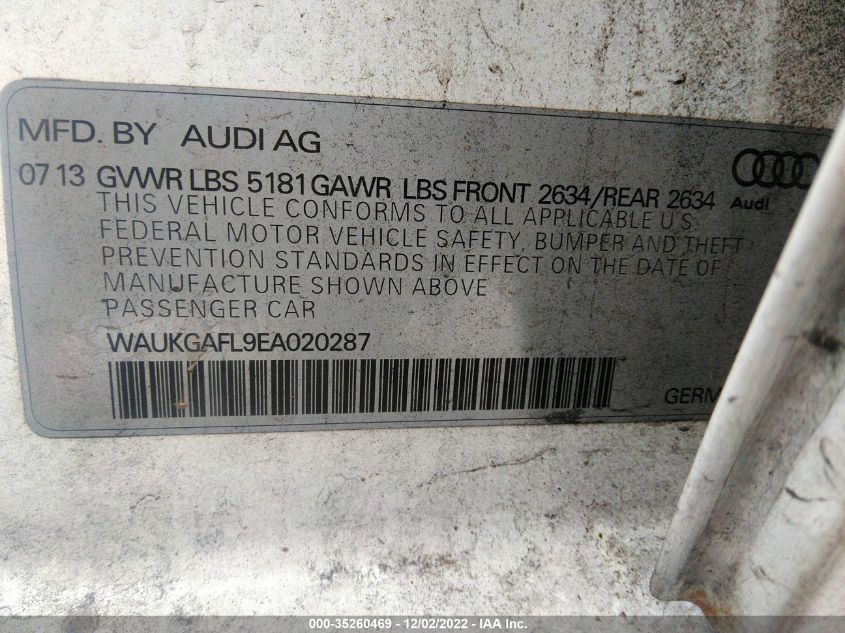 MFD. BY AUDI AG
07 13 GVWR LBS 5181 GAWR LBS FRONT 2634/REAR 2634
Audi
THIS VEHICLE CONFORMS TO ALL APPLICABLE U S
FEDERAL MOTOR VEHICLE SAFETY, BUMPER AND THEFT
PREVENTION STANDARDS IN EFFECT ON THE DATE OF
MANUFACTURE SHOWN ABOVE
PASSENGER CAR
WAUKGAFL9EA020287
GERM
000-35260469 - 12/02/2022 - IAA Inc.